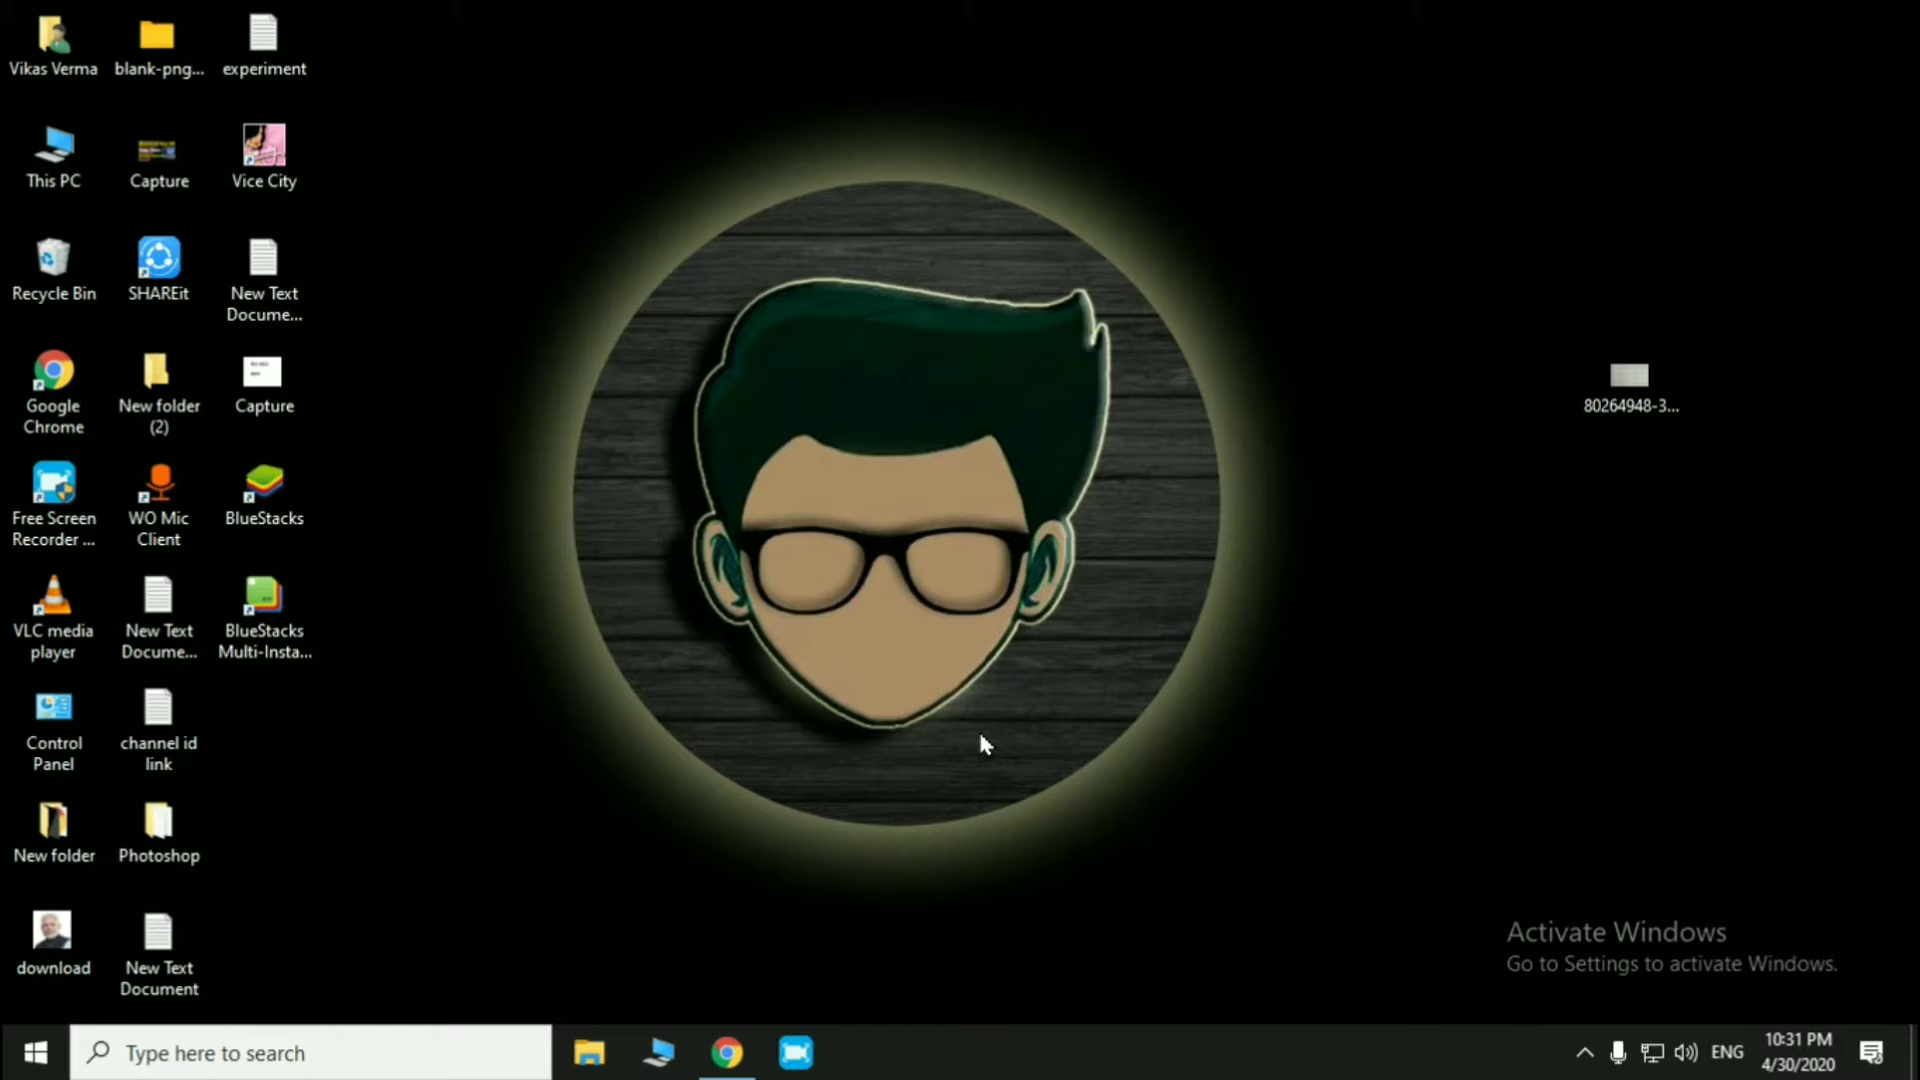 Vikas Verma
blank-png...
experiment
This PC
Capture
Vice City
Recycle Bin
SHAREit
New Text
Docume...
Google
Chrome
New folder
(2)
Capture
Free Screen
Recorder ...
WO Mic
Client
BlueStacks
VLC media
player
New Text
Docume...
BlueStacks
Multi-Insta...
Control
Panel
channel id
link
New folder
Photoshop
download
New Text
Document
80264948-3...
Activate Windows
Go to Settings to activate Windows.
Type here to search
ENG
10:31 PM
4/30/2020